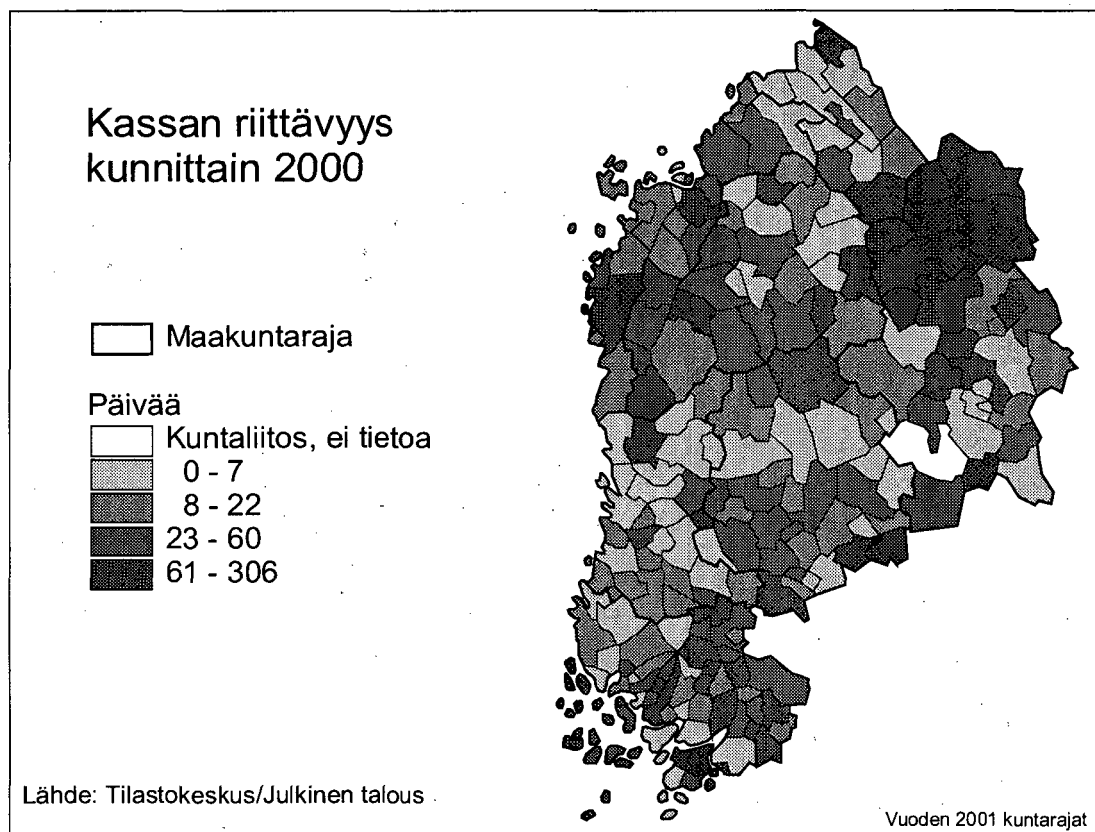 Kassan riittävyys
kunnittain 2000
Maakuntaraja
Päivää
Kuntaliitos, ei tietoa
0 - 7
8 - 22
23 - 60
61 - 306
Lähde: Tilastokeskus/Julkinen talous
Vuoden 2001 kuntarajat